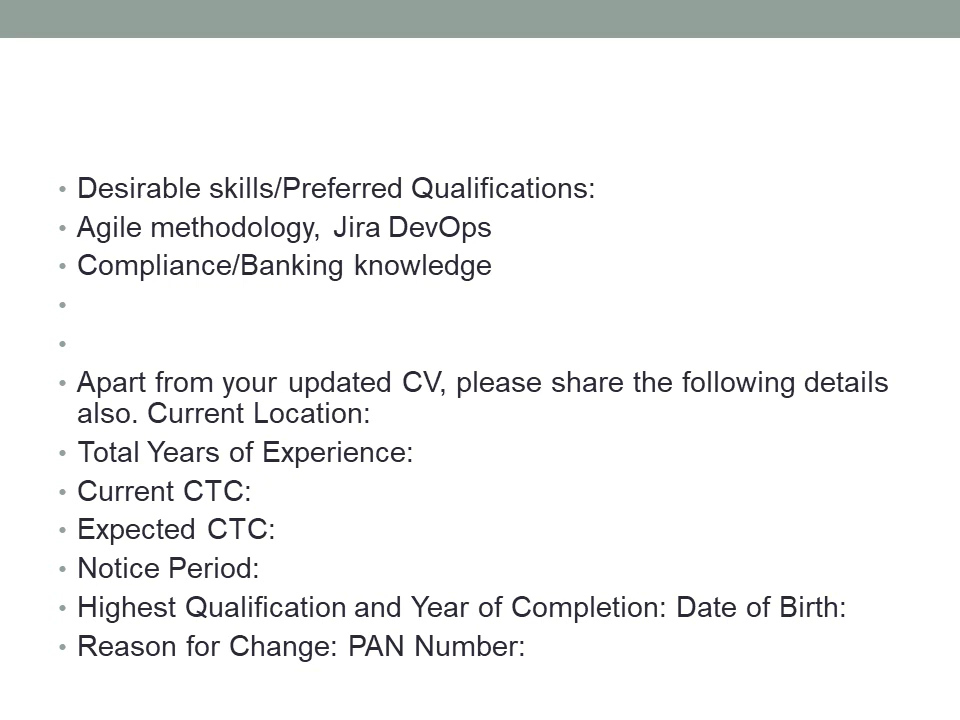 Desirable skills/Preferred Qualifications:
Agile methodology, Jira DevOps
Compliance/Banking knowledge
Apart from your updated CV, please share the following details
also. Current Location:
Total Years of Experience:
Current CTC:
Expected CTC:
Notice Period:
Highest Qualification and Year of Completion: Date of Birth:
Reason for Change: PAN Number: